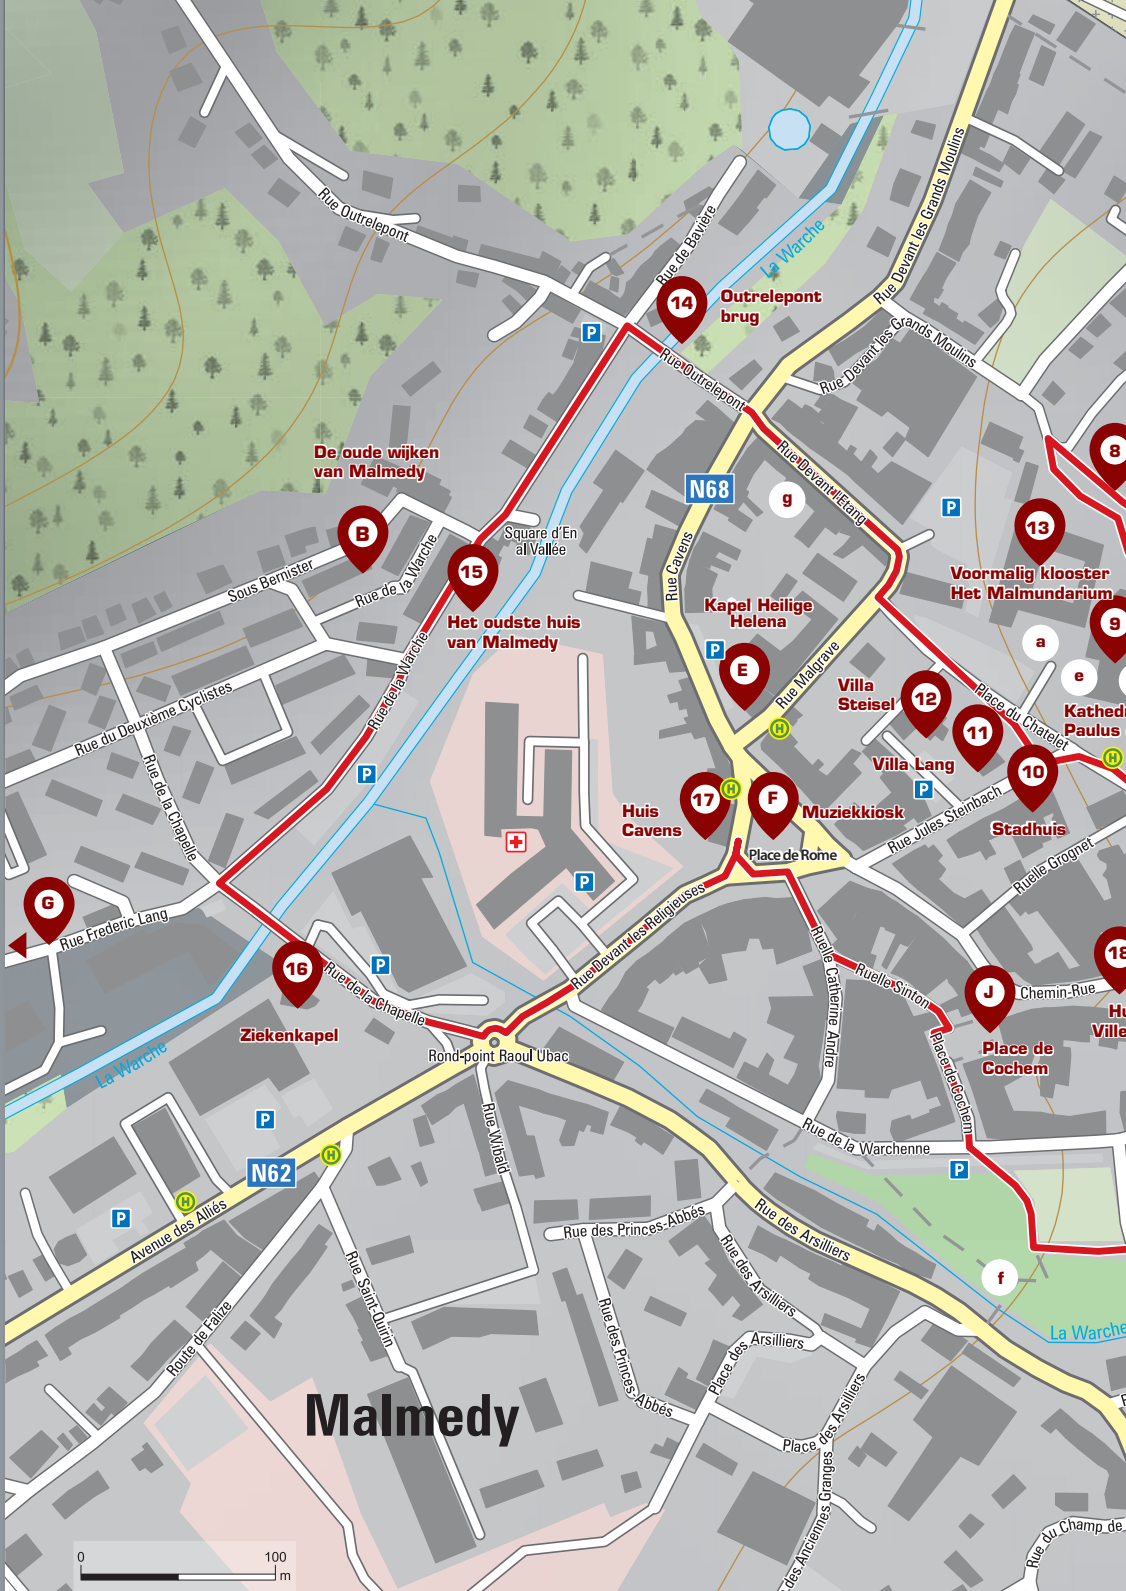 Rue Outrelepont
Rue de Bavière
La Warche
Rue Devant les Grands Moulins
Rue Devant les Grands Moulins
14
Outrelepont
brug
P
Rue Outrelepont
Rue Devant les Grands Moulins
Rue Devant l'Etang
8
De oude wijken
van Malmedy
N68
g
P
13
B
Square d'En
al Vallée
Rue Cavens
15
Voormalig klooster
Het Malmundarium
Sous Bernister
Rue de la Warche
Kapel Heilige
Helena
9
Het oudste huis
van Malmedy
a
P
E
Rue Malgrave
e
Rue de la Warche
Villa
Steisel
12
Place du Chatelet
Kathed
Paulus
Rue du Deuxième Cyclistes
H
11
H
Villa Lang
10
P
Rue de la Chapelle
P
H
17
F
Huis
Cavens
Muziekkiosk
Rue Jules Steinbach
Stadhuis
Place de Rome
Ruelle Grognet
P
G
Rue Frederic Lang
Rue Devant les Religieuses
Ruelle Catherine Andre
Ruelle Sinton
18
16
P
Rue de la Chapelle
J
Chemin-Rue
Hu
Ville
Ziekenkapel
Rond-point Raoul Ubac
Place de Cochem
Place de
Cochem
La Warche
P
Rue Wibald
Rue de la Warchenne
P
N62
H
H
P
Avenue des Alliés
Rue des Princes-Abbés
Rue des Arsilliers
Rue des Arsilliers
f
Rue Saint-Quirin
Route de Falize
Rue des Princes-Abbés
La Warche
Place des Arsilliers
Malmedy
Place des Arsilliers
des Anciennes Granges
Rue du Champ de
0 100
m